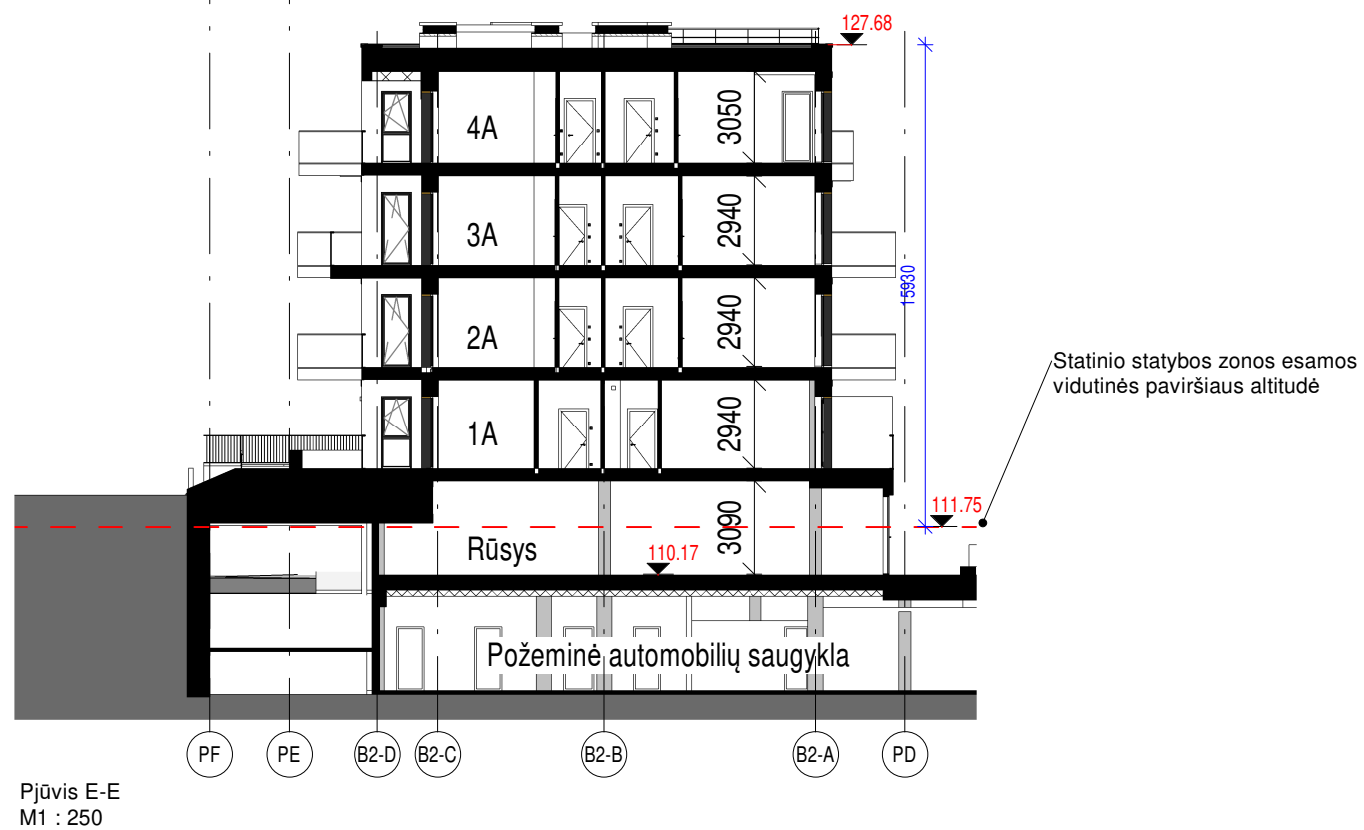 127.68
4A
3050
3A
2940
15930
2A
2940
Statinio statybos zonos esamos
vidutinės paviršiaus altitudė
1A
2940
111.75
Rūsys
110.17
3090
Požeminė automobilių saugykla
PF
PE
B2-D
B2-C
B2-B
B2-A
PD
Pjūvis E-E
M1 : 250